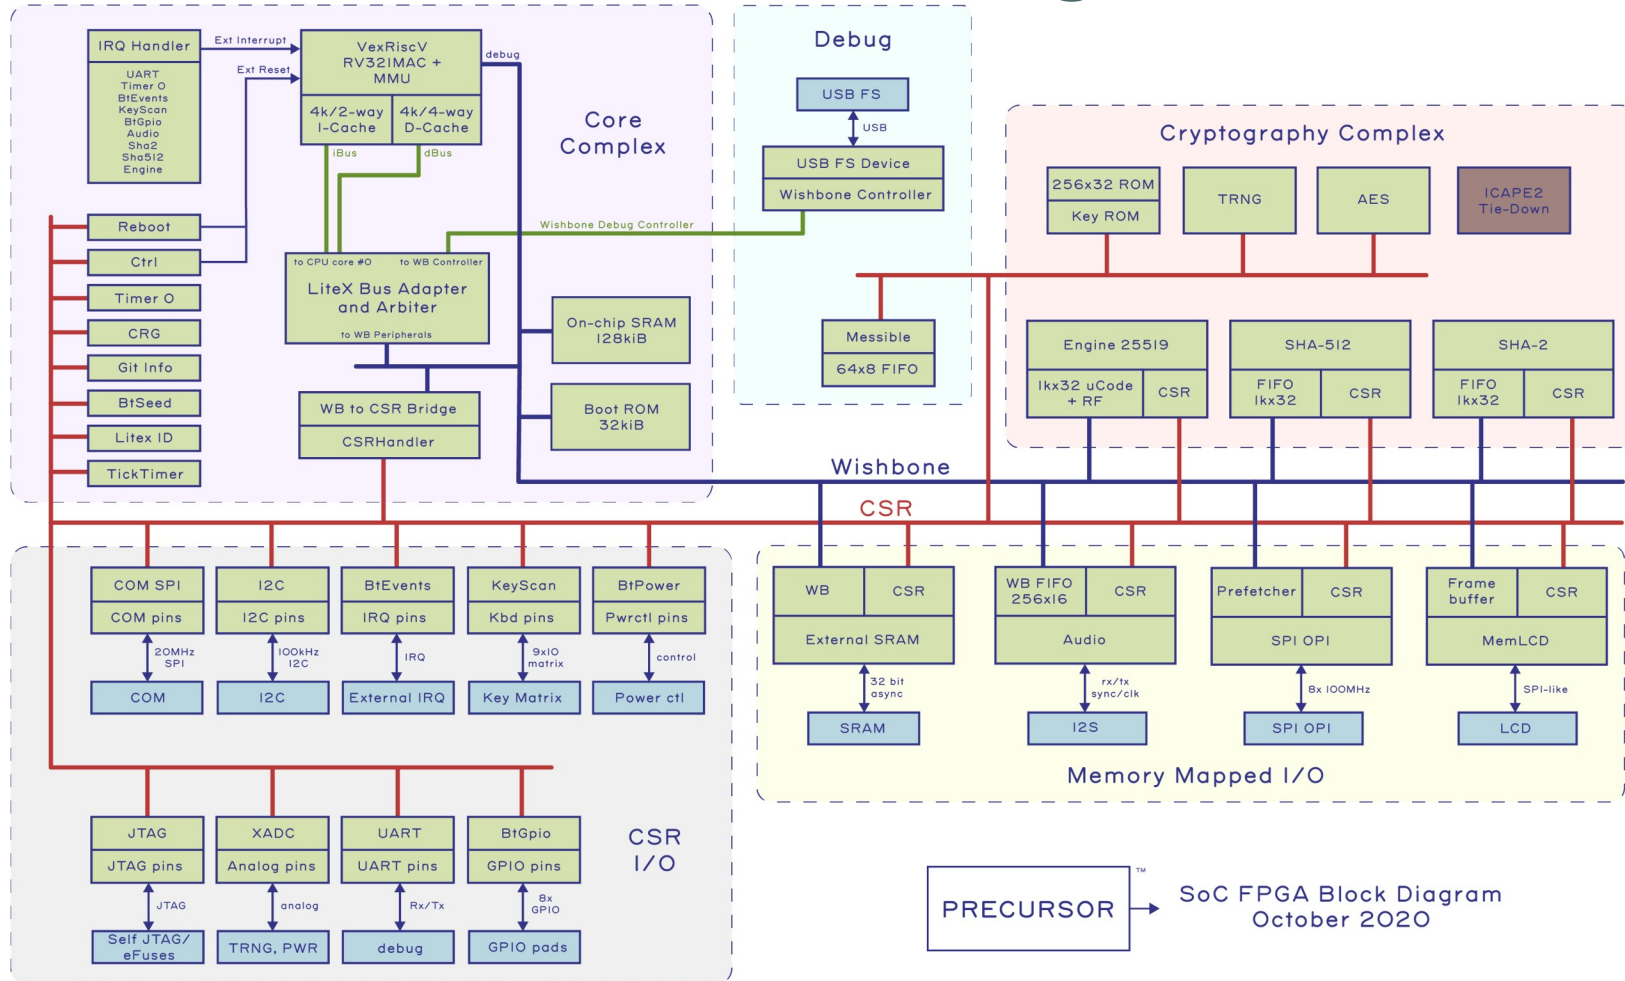 IRQ Handler
UART
Timer 0
BtEvents
KeyScan
BtGpio
Audio
Sha2
Sha512
Engine
Ext Interrupt
Ext Reset
VexRiscV
RV32IMAC +
MMU
4k/2-way
I-Cache
4k/4-way
D-Cache
debug
iBus
dBus
Core
Complex
Reboot
Ctrl
Timer 0
CRG
Git Info
BtSeed
Litex ID
TickTimer
to CPU core #0
to WB Controller
LiteX Bus Adapter
and Arbiter
to WB Peripherals
On-chip SRAM
128kiB
Boot ROM
32kiB
WB to CSR Bridge
CSRHandler
Wishbone Debug Controller
Debug
USB FS
USB
USB FS Device
Wishbone Controller
Messible
64x8 FIFO
Cryptography Complex
256x32 ROM
Key ROM
TRNG
AES
ICAPE2
Tie-Down
Engine 25519
1kx32 uCode
+ RF
CSR
SHA-512
FIFO
1kx32
CSR
SHA-2
FIFO
1kx32
CSR
Wishbone
CSR
COM SPI
COM pins
20MHz
SPI
COM
I2C
I2C pins
100kHz
I2C
I2C
BtEvents
IRQ pins
IRQ
External IRQ
KeyScan
Kbd pins
9x10
matrix
Key Matrix
BtPower
Pwrctl pins
control
Power ctl
JTAG
JTAG pins
JTAG
Self JTAG/
eFuses
XADC
Analog pins
analog
TRNG, PWR
UART
UART pins
Rx/Tx
debug
BtGpio
GPIO pins
8x
GPIO
GPIO pads
CSR
I/O
WB
CSR
External SRAM
32 bit
async
SRAM
WB FIFO
256x16
CSR
Audio
rx/tx
sync/clk
I2S
Prefetcher
CSR
SPI OPI
8x 100MHz
SPI OPI
Frame
buffer
CSR
MemLCD
SPI-like
LCD
Memory Mapped I/O
PRECURSOR
™
SoC FPGA Block Diagram
October 2020